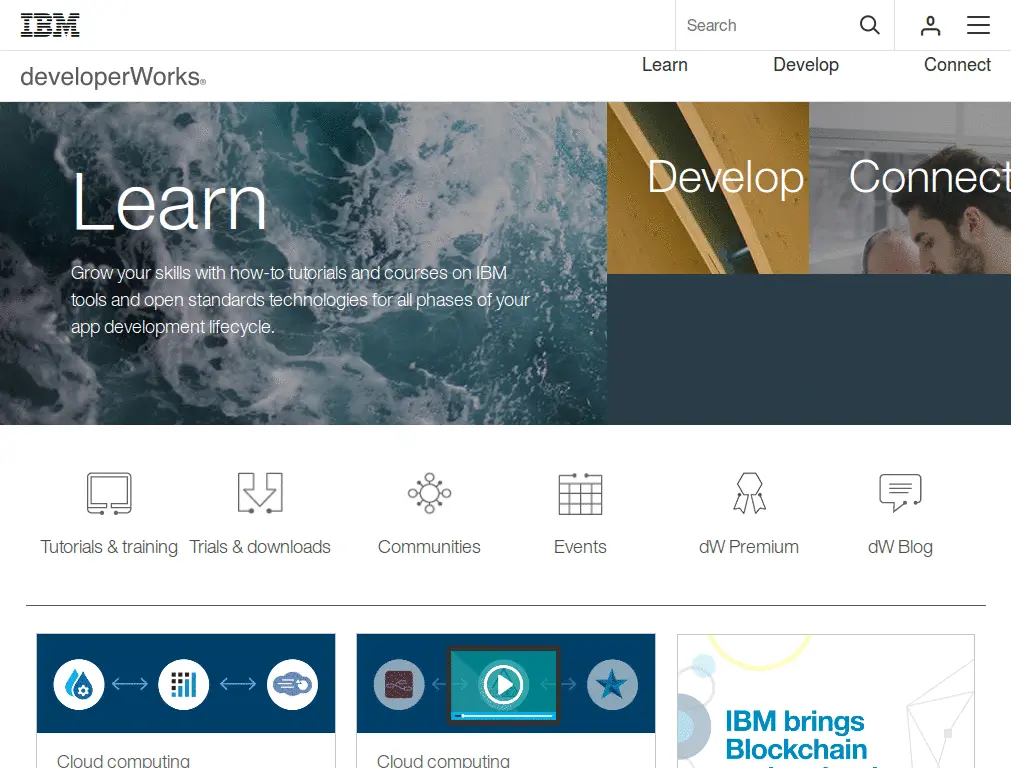 IBM
Search
developerWorks®
Learn
Develop
Connect
Learn
Grow your skills with how-to tutorials and courses on IBM
tools and open standards technologies for all phases of your
app development lifecycle.
Develop
Connect
Tutorials & training
Trials & downloads
Communities
Events
dW Premium
dW Blog
Cloud computing
Cloud computing
IBM brings
Blockchain